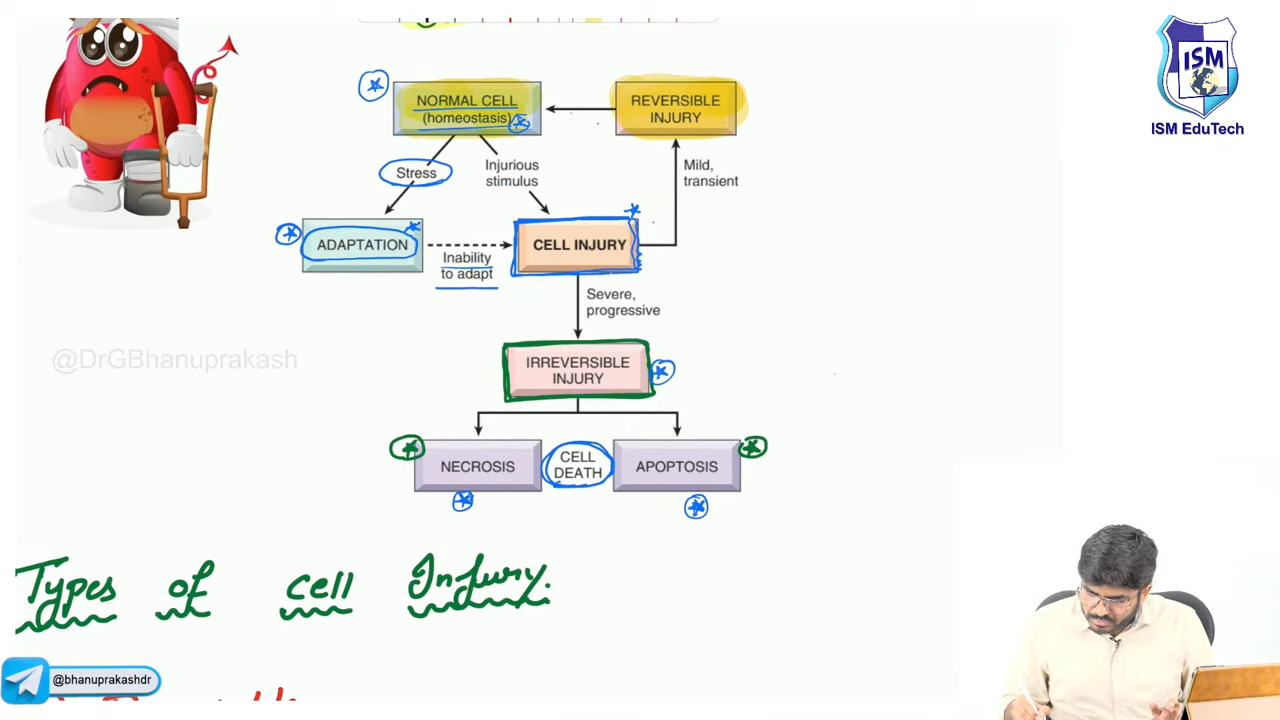 ISM
ISM EduTech
NORMAL CELL
(homeostasis)
REVERSIBLE
INJURY
Stress
Injurious
stimulus
Mild,
transient
ADAPTATION
Inability
to adapt
CELL INJURY
Severe,
progressive
@DrGBhanuprakash
IRREVERSIBLE
INJURY
NECROSIS
CELL
DEATH
APOPTOSIS
Types of cell Injury.
@bhanuprakashdr